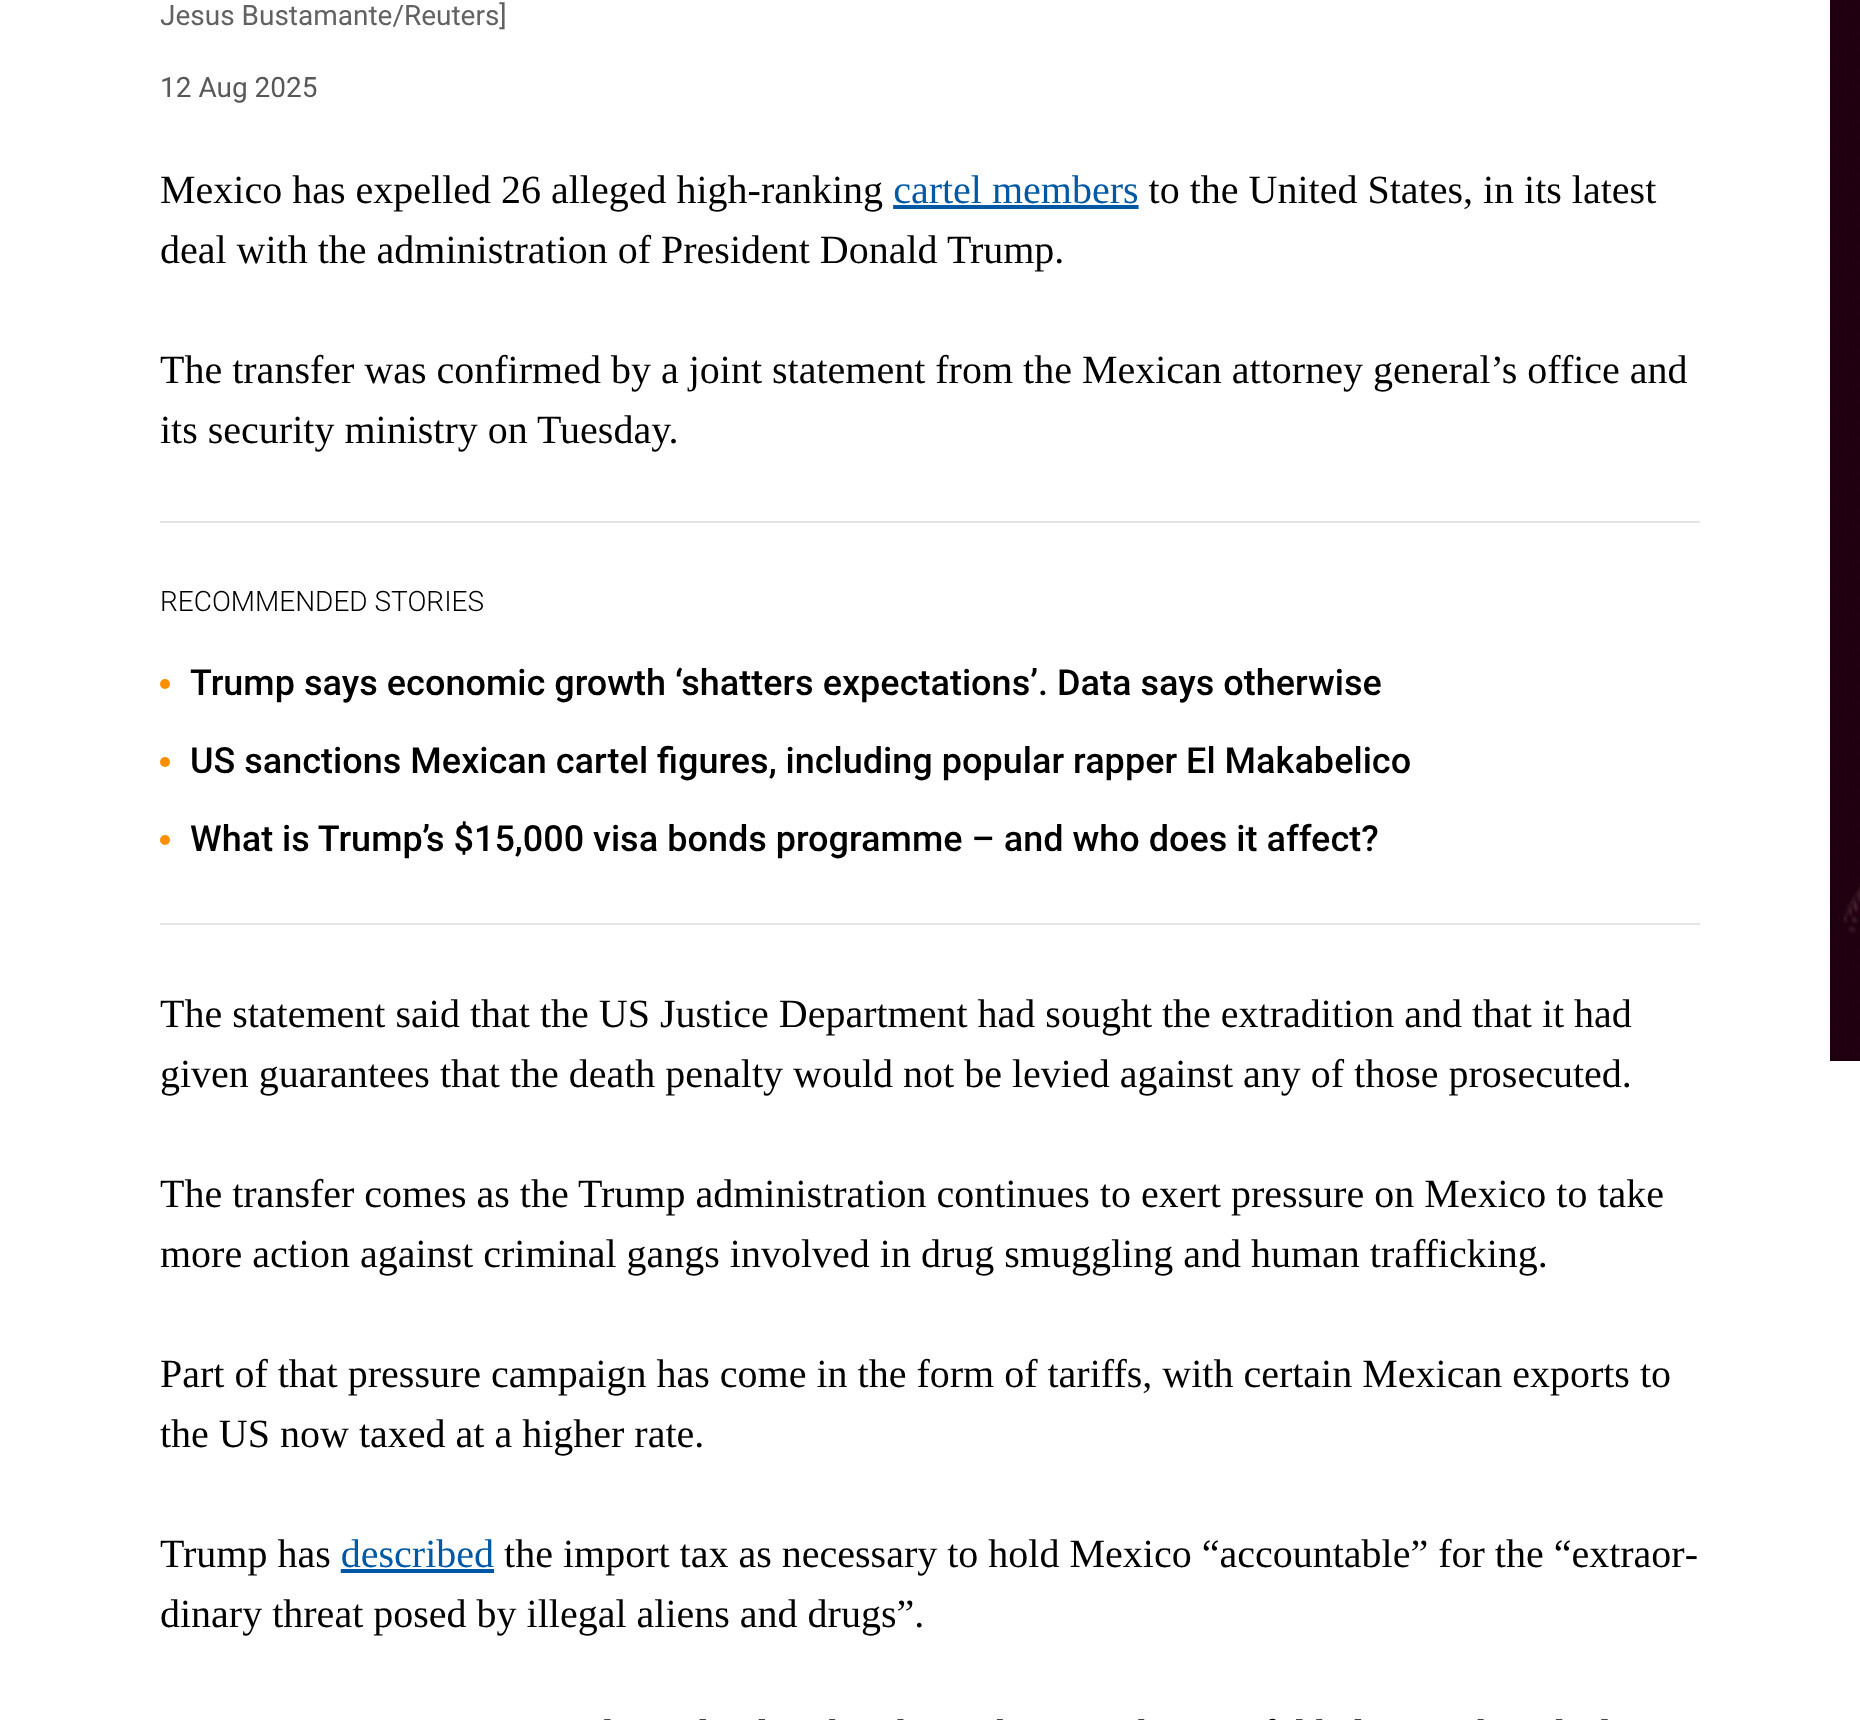 Jesus Bustamante/Reuters]
12 Aug 2025
Mexico has expelled 26 alleged high-ranking cartel members to the United States, in its latest
deal with the administration of President Donald Trump.
The transfer was confirmed by a joint statement from the Mexican attorney general’s office and
its security ministry on Tuesday.
RECOMMENDED STORIES
• Trump says economic growth ‘shatters expectations’. Data says otherwise
• US sanctions Mexican cartel figures, including popular rapper El Makabelico
• What is Trump’s $15,000 visa bonds programme – and who does it affect?
The statement said that the US Justice Department had sought the extradition and that it had
given guarantees that the death penalty would not be levied against any of those prosecuted.
The transfer comes as the Trump administration continues to exert pressure on Mexico to take
more action against criminal gangs involved in drug smuggling and human trafficking.
Part of that pressure campaign has come in the form of tariffs, with certain Mexican exports to
the US now taxed at a higher rate.
Trump has described the import tax as necessary to hold Mexico “accountable” for the “extraor-
dinary threat posed by illegal aliens and drugs”.